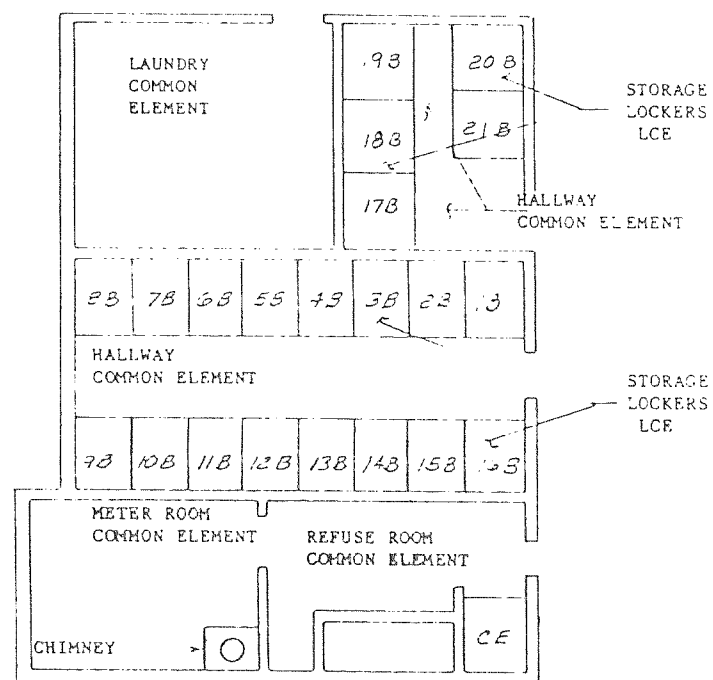 LAUNDRY
COMMON
ELEMENT
19B
20B
18B
21B
17B
STORAGE
LOCKERS
LCE
HALLWAY
COMMON ELEMENT
8B 7B 6B 5B 4B 3B 2B 1B
HALLWAY
COMMON ELEMENT
STORAGE
LOCKERS
LCE
9B 10B 11B 12B 13B 14B 15B 16B
METER ROOM
COMMON ELEMENT
REFUSE ROOM
COMMON ELEMENT
CHIMNEY
CE